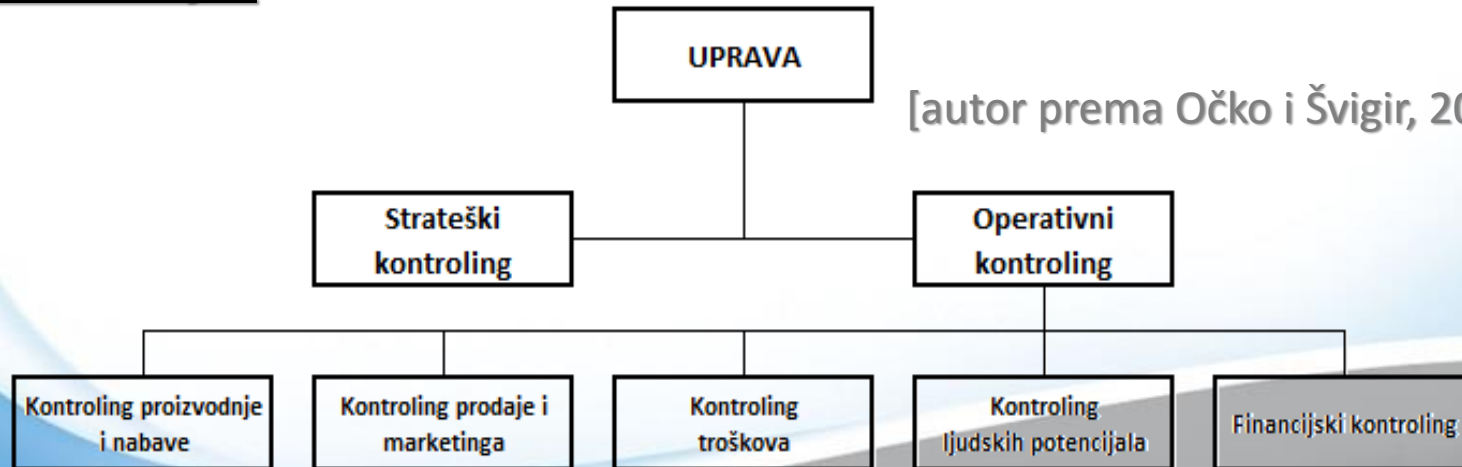 UPRAVA
[autor prema Očko i Švigir,
Strateški
kontroling
Operativni
kontroling
Kontroling proizvodnje
i nabave
Kontroling prodaje i
marketinga
Kontroling
troškova
Kontroling
ljudskih potencijala
Financijski kontroling